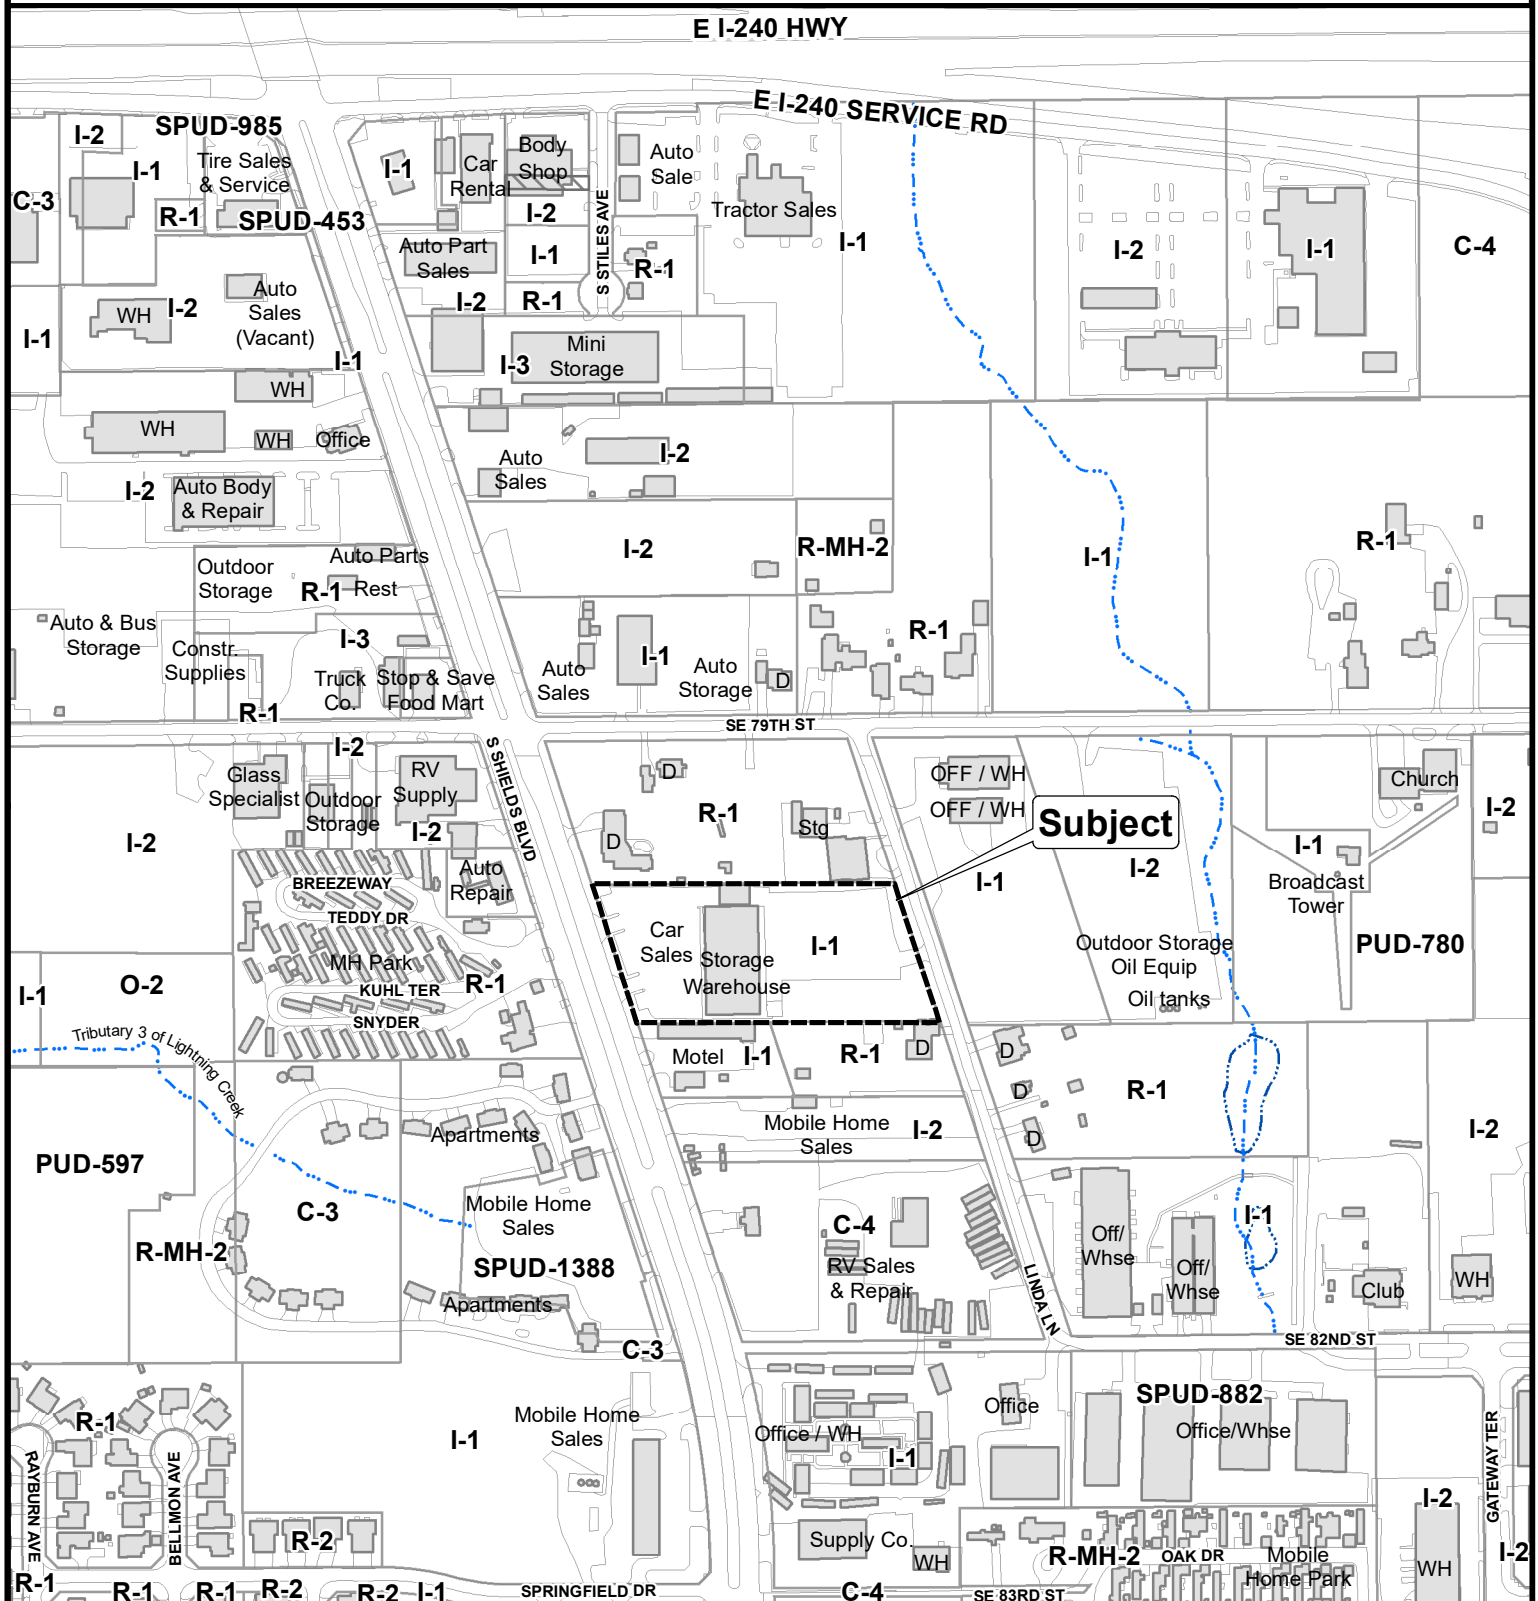 E I-240 HWY
E I-240 SERVICE RD
I-2
SPUD-985
Tire Sales
& Service
I-1
C-3
R-1
SPUD-453
I-1
Car
Rental
Body
Shop
I-2
S STILES AVE
Auto
Sale
Tractor Sales
I-1
I-2
I-1
C-4
Auto Part
Sales
I-1
R-1
I-2
R-1
Auto
Sales
(Vacant)
WH
I-2
I-1
I-1
I-3
Mini
Storage
WH
WH
WH
Office
Auto
Sales
I-2
I-2
Auto Body
& Repair
I-2
R-MH-2
I-1
R-1
Auto Parts
Outdoor
Storage
R-1
Rest
Auto & Bus
Storage
Constr.
Supplies
I-3
Truck
Co.
Stop & Save
Food Mart
R-1
Auto
Sales
I-1
Auto
Storage
D
R-1
SE 79TH ST
I-2
Glass
Specialist
Outdoor
Storage
RV
Supply
I-2
S SHIELDS BLVD
D
R-1
D
Stg
OFF / WH
OFF / WH
Subject
I-1
I-2
Church
I-2
I-1
Broadcast
Tower
PUD-780
I-2
Auto
Repair
BREEZEWAY
TEDDY DR
MH Park
KUHL TER
R-1
SNYDER
Car
Sales
Storage
Warehouse
I-1
Outdoor Storage
Oil Equip
Oil tanks
I-1
O-2
Tributary 3 of Lightning Creek
Motel
I-1
R-1
D
D
D
D
R-1
Apartments
Mobile Home
Sales
I-2
I-2
PUD-597
C-3
R-MH-2
Mobile Home
Sales
SPUD-1388
Apartments
C-3
C-4
RV Sales
& Repair
LINDA LN
Off/
Whse
Off/
Whse
I-1
Club
WH
SE 82ND ST
R-1
RAYBURN AVE
BELLMON AVE
I-1
Mobile Home
Sales
Office / WH
I-1
Office
SPUD-882
Office/Whse
GATEWAY TER
I-2
R-2
Supply Co.
WH
R-MH-2
OAK DR
Mobile
Home Park
WH
I-2
R-1
R-1
R-1
R-2
R-2
I-1
SPRINGFIELD DR
C-4
SE 83RD ST